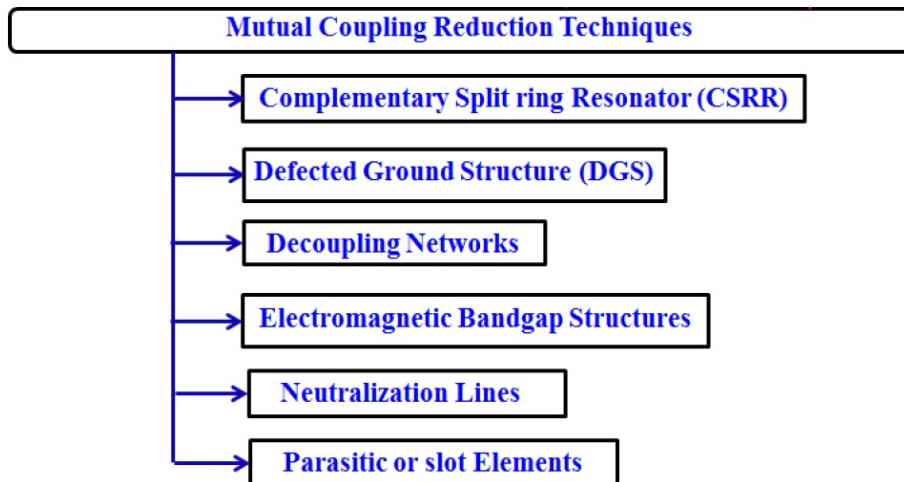 Mutual Coupling Reduction Techniques
Complementary Split ring Resonator (CSRR)
Defected Ground Structure (DGS)
Decoupling Networks
Electromagnetic Bandgap Structures
Neutralization Lines
Parasitic or slot Elements